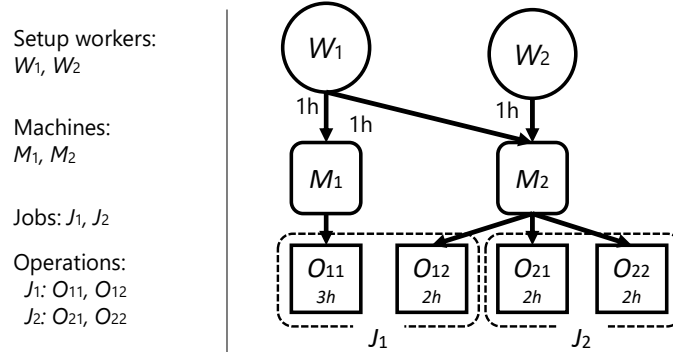 Setup workers:
W1, W2
Machines:
M1, M2
Jobs: J1, J2
Operations:
J1: O11, O12
J2: O21, O22
W1
W2
1h
1h
1h
M1
M2
O11
3h
O12
2h
O21
2h
O22
2h
J1
J2